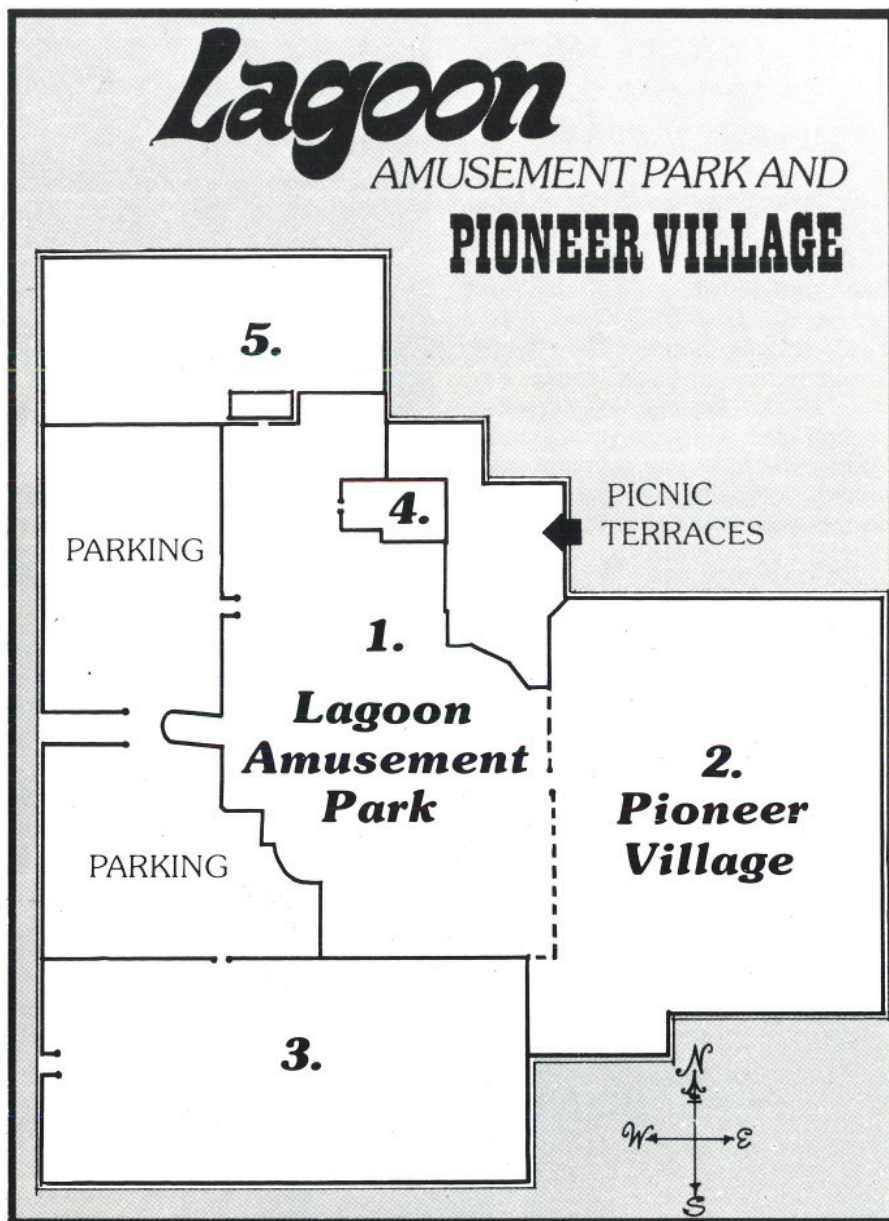 Lagoon
AMUSEMENT PARK AND
PIONEER VILLAGE
5.
4.
PICNIC
TERRACES
PARKING
1.
Lagoon
Amusement
Park
2.
Pioneer
Village
PARKING
3.
N
W E
S